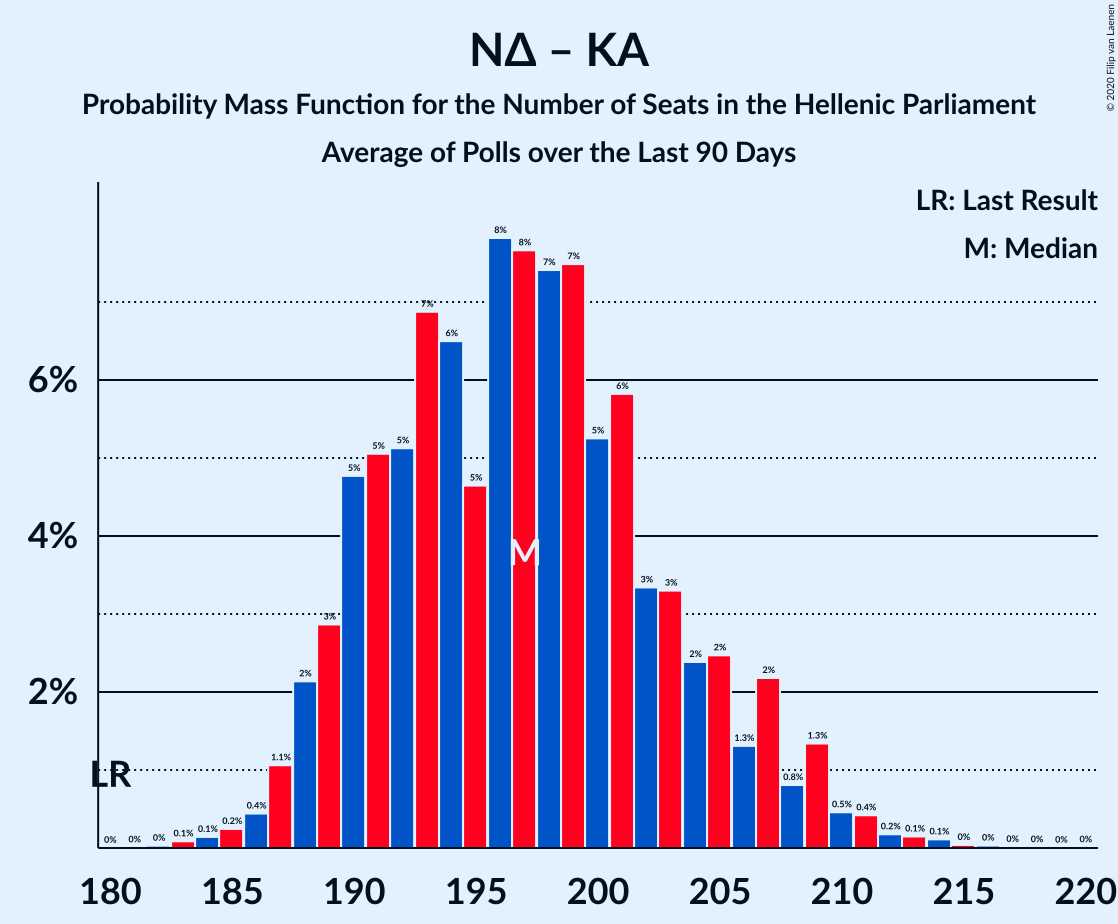 © 2020 Filip van Laenen
ΝΔ – ΚΑ
Probability Mass Function for the Number of Seats in the Hellenic Parliament
Average of Polls over the Last 90 Days
LR: Last Result
M: Median
6%
4%
2%
LR
M
0% 0% 0% 0.1% 0.1% 0.2% 0.4% 1.1% 2% 3% 5% 5% 5% 7% 6% 5% 8% 8% 7% 7% 5% 6% 3% 3% 2% 2% 1.3% 2% 0.8% 1.3% 0.5% 0.4% 0.2% 0.1% 0.1% 0% 0% 0% 0% 0% 0%
180 185 190 195 200 205 210 215 220